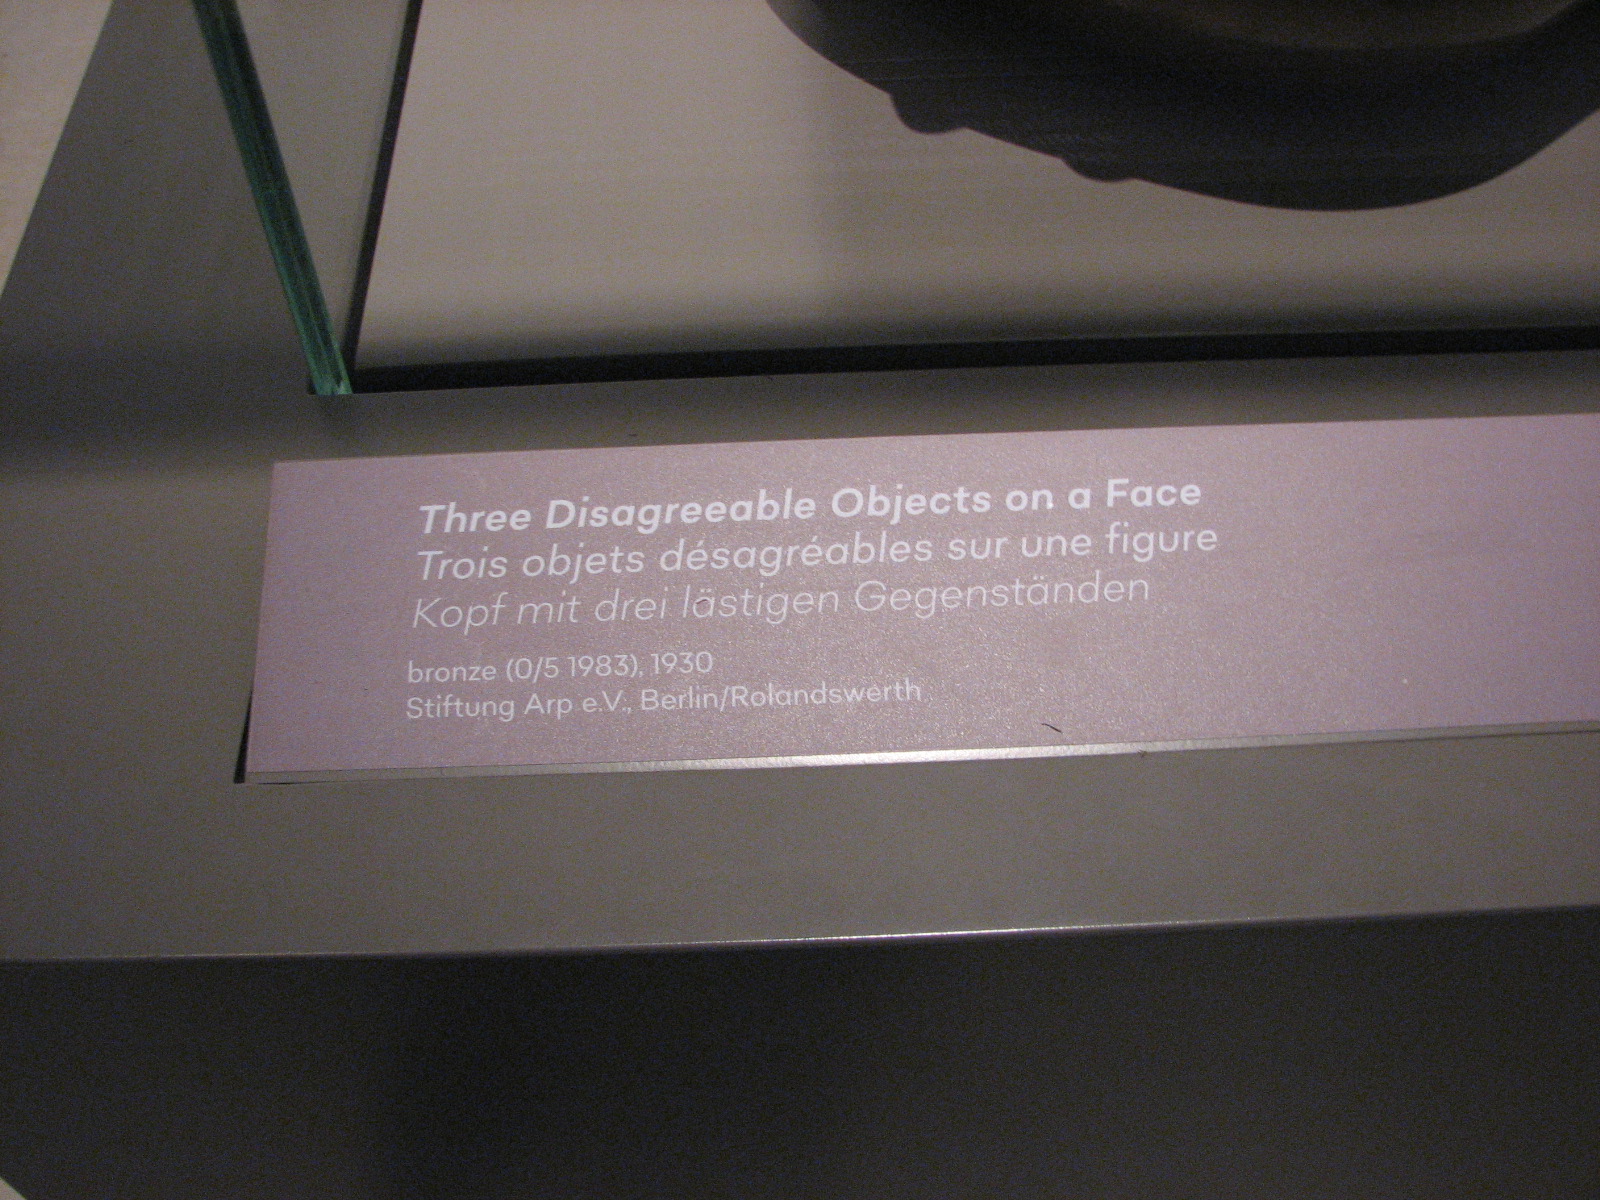 Three Disagreeable Objects on a Face
Trois objets désagréables sur une figure
Kopf mit drei lästigen Gegenständen
bronze (0/5 1983), 1930
Stiftung Arp e.V., Berlin/Rolandswerth